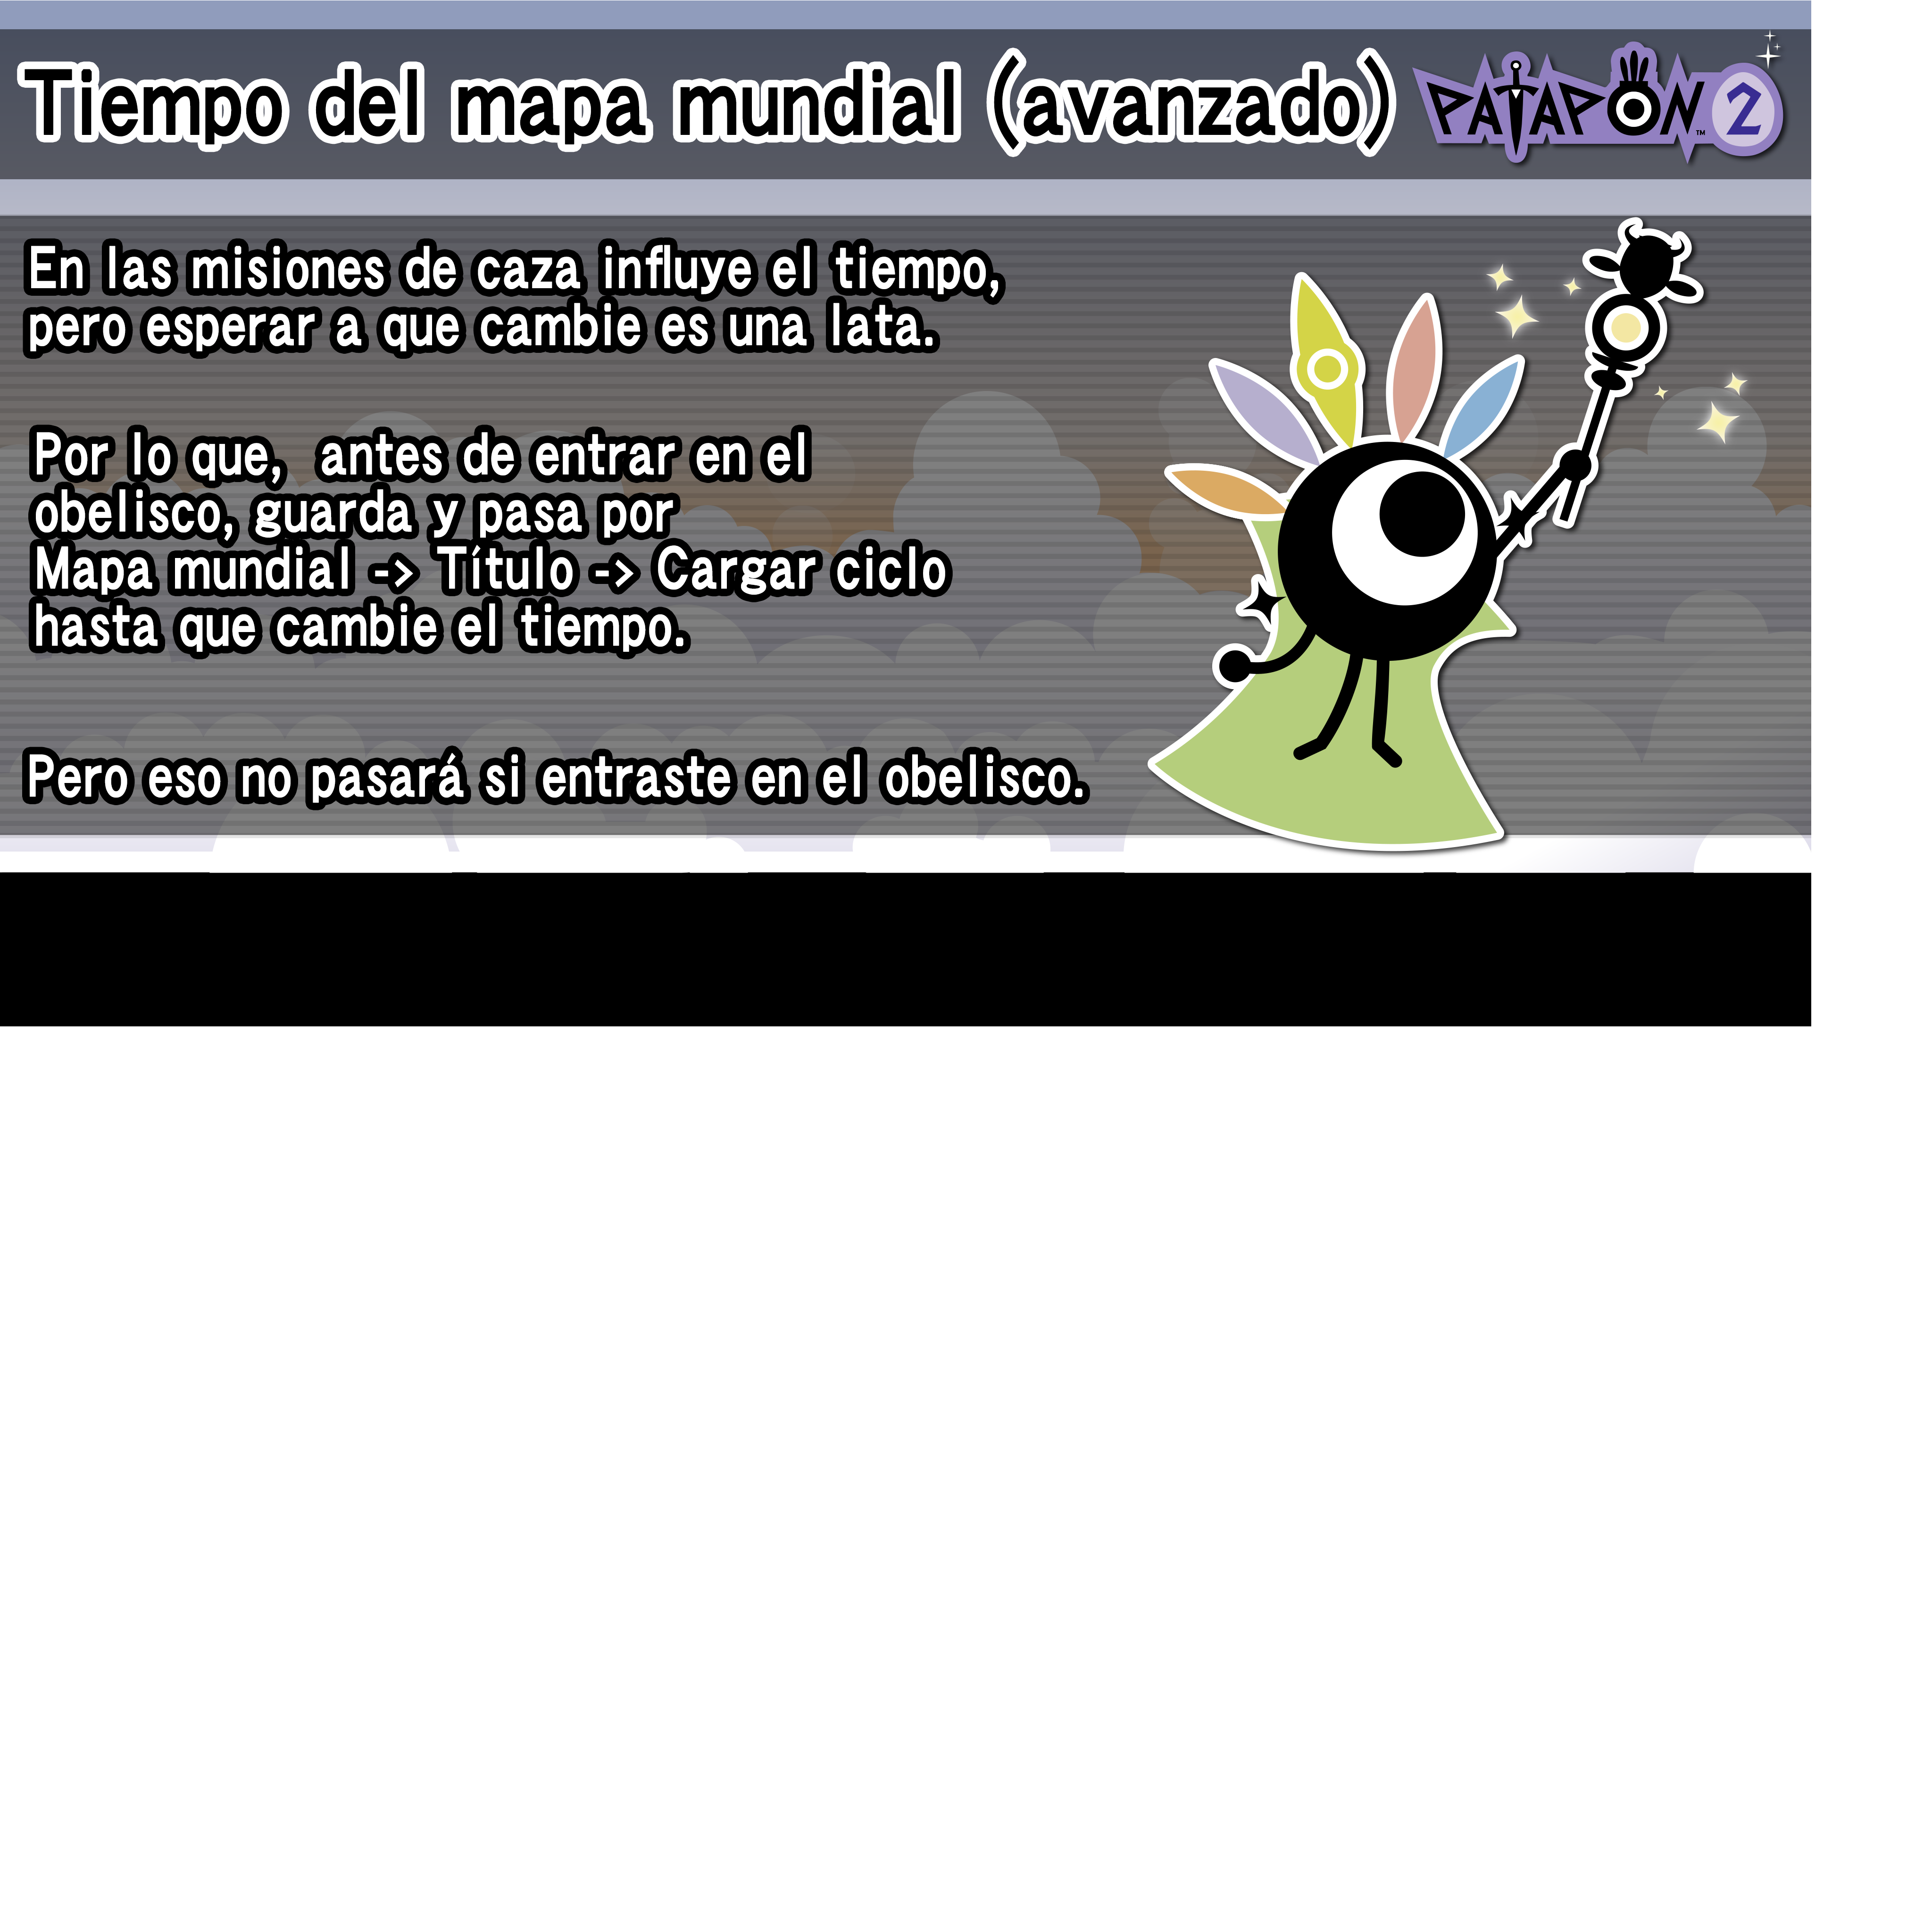 Tiempo del mapa mundial (avanzado)
PATAPON™ 2
En las misiones de caza influye el tiempo,
pero esperar a que cambie es una lata.
Por lo que, antes de entrar en el
obelisco, guarda y pasa por
Mapa mundial -> Título -> Cargar ciclo
hasta que cambie el tiempo.
Pero eso no pasará si entraste en el obelisco.